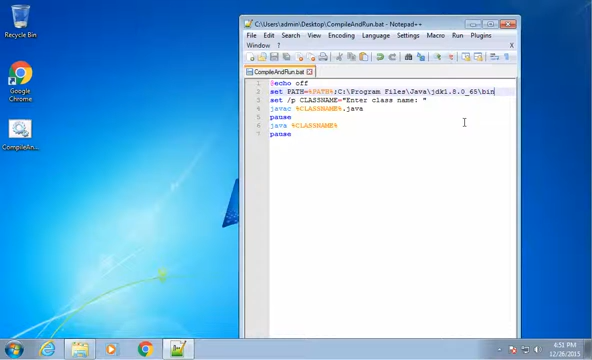 Recycle Bin
Google
Chrome
CompileAn...
C:\Users\admin\Desktop\CompileAndRun.bat - Notepad++
File Edit Search View Encoding Language Settings Macro Run Plugins
Window ? X
CompileAndRun.bat
1 @echo off
2 set PATH=%PATH%;C:\Program Files\Java\jdk1.8.0_65\bin
3 set /p CLASSNAME="Enter class name: "
4 javac %CLASSNAME%.java
5 pause
6 java %CLASSNAME%
7 pause
4:51 PM
12/26/2015